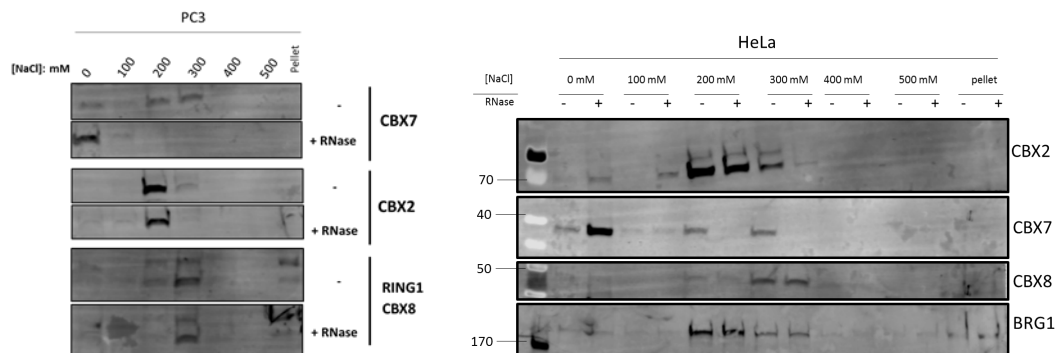 PC3
[NaCl]: mM 0 100 200 300 400 500 Pellet
- CBX7
+ RNase
- CBX2
+ RNase
- RING1
CBX8
+ RNase
HeLa
[NaCl] 0 mM 100 mM 200 mM 300 mM 400 mM 500 mM pellet
RNase - + - + - + - + - + - + - +
CBX2
70
40
CBX7
50
CBX8
BRG1
170